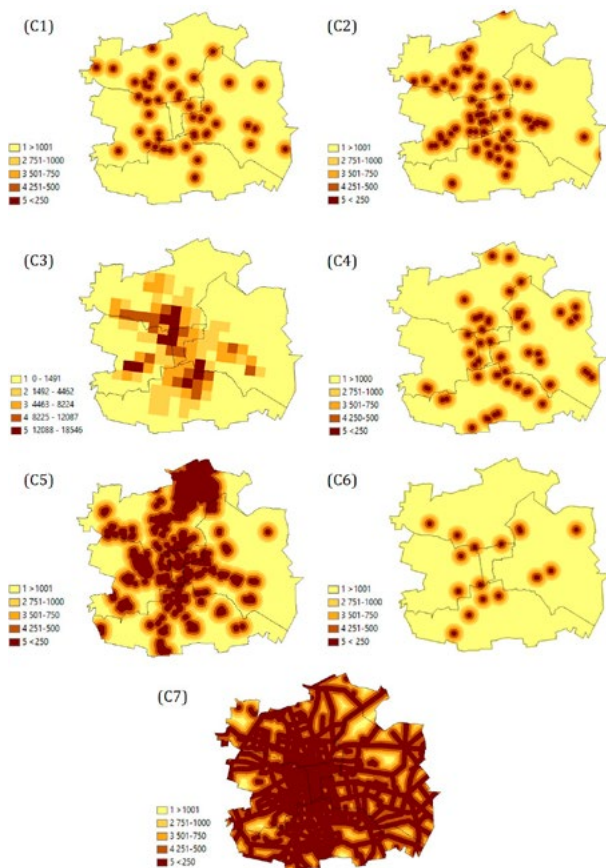 (C1)
1 >1001
2 751-1000
3 501-750
4 251-500
5 <250
(C2)
1 >1001
2 751-1000
3 501-750
4 251-500
5 < 250
(C3)
1 0 - 1491
2 1492 - 4462
3 4463 - 8224
4 8225 - 12087
5 12088 - 18546
(C4)
1 >1000
2 751-1000
3 501-750
4 250-500
5 <250
(C5)
1 >1001
2 751-1000
3 501-750
4 251-500
5 <250
(C6)
1 >1001
2 751-1000
3 501-750
4 251-500
5 < 250
(C7)
1 >1001
2 751-1000
3 501-750
4 251-500
5 <250